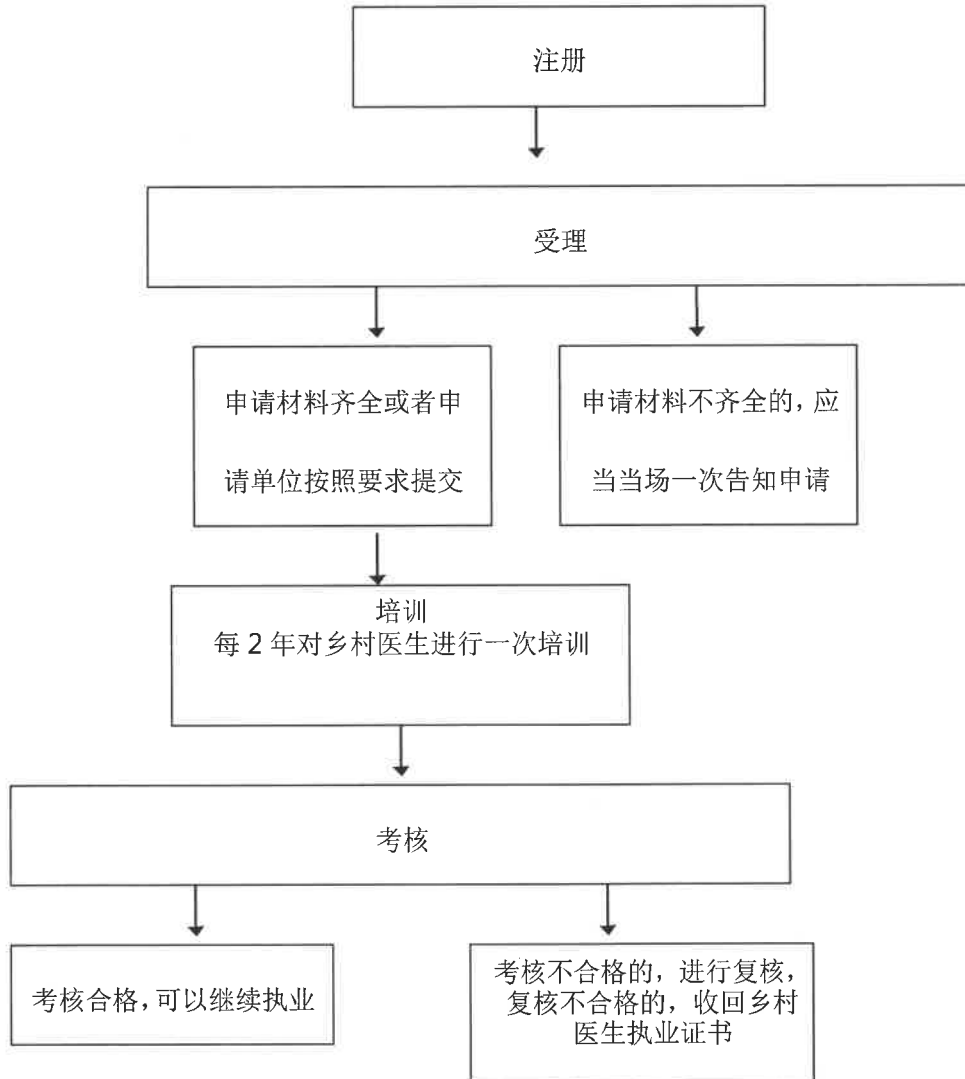 注册
受理
申请材料齐全或者申
请单位按照要求提交
申请材料不齐全的，应
当当场一次告知申请
培训
每 2 年对乡村医生进行一次培训
考核
考核合格，可以继续执业
考核不合格的，进行复核，
复核不合格的，收回乡村
医生执业证书